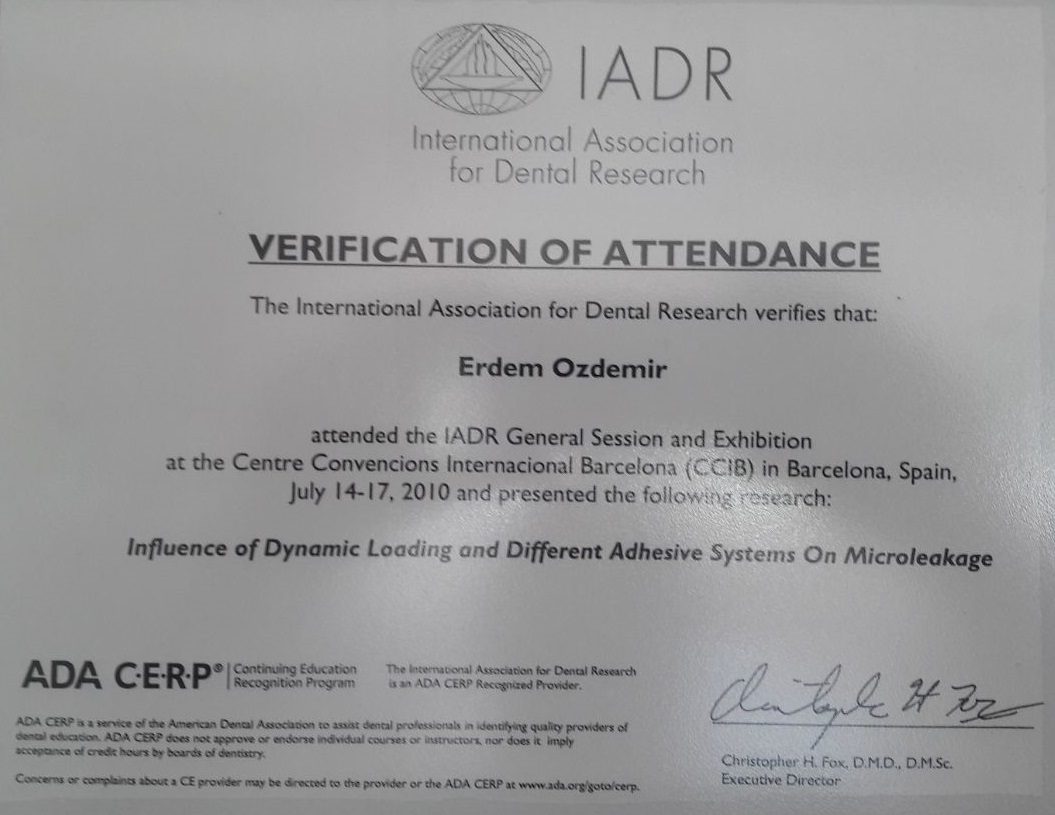 IADR
International Association
for Dental Research
VERIFICATION OF ATTENDANCE
The International Association for Dental Research verifies that:
Erdem Ozdemir
attended the IADR General Session and Exhibition
at the Centre Convencions Internacional Barcelona (CCIB) in Barcelona, Spain,
July 14-17, 2010 and presented the following research:
Influence of Dynamic Loading and Different Adhesive Systems On Microleakage
ADA C·E·R·P® | Continuing Education
Recognition Program
The International Association for Dental Research
is an ADA CERP Recognized Provider.
ADA CERP is a service of the American Dental Association to assist dental professionals in identifying quality providers of
dental education. ADA CERP does not approve or endorse individual courses or instructors, nor does it imply
acceptance of credit hours by boards of dentistry.
Concerns or complaints about a CE provider may be directed to the provider or the ADA CERP at www.ada.org/goto/cerp.
Christopher H Fox
Christopher H. Fox, D.M.D., D.M.Sc.
Executive Director